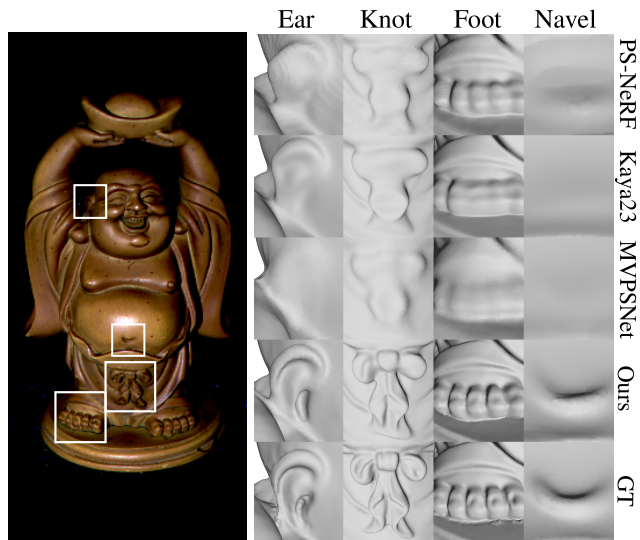 Ear Knot Foot Navel
PS-NeRF
Kaya23
MVPSNet
Ours
GT